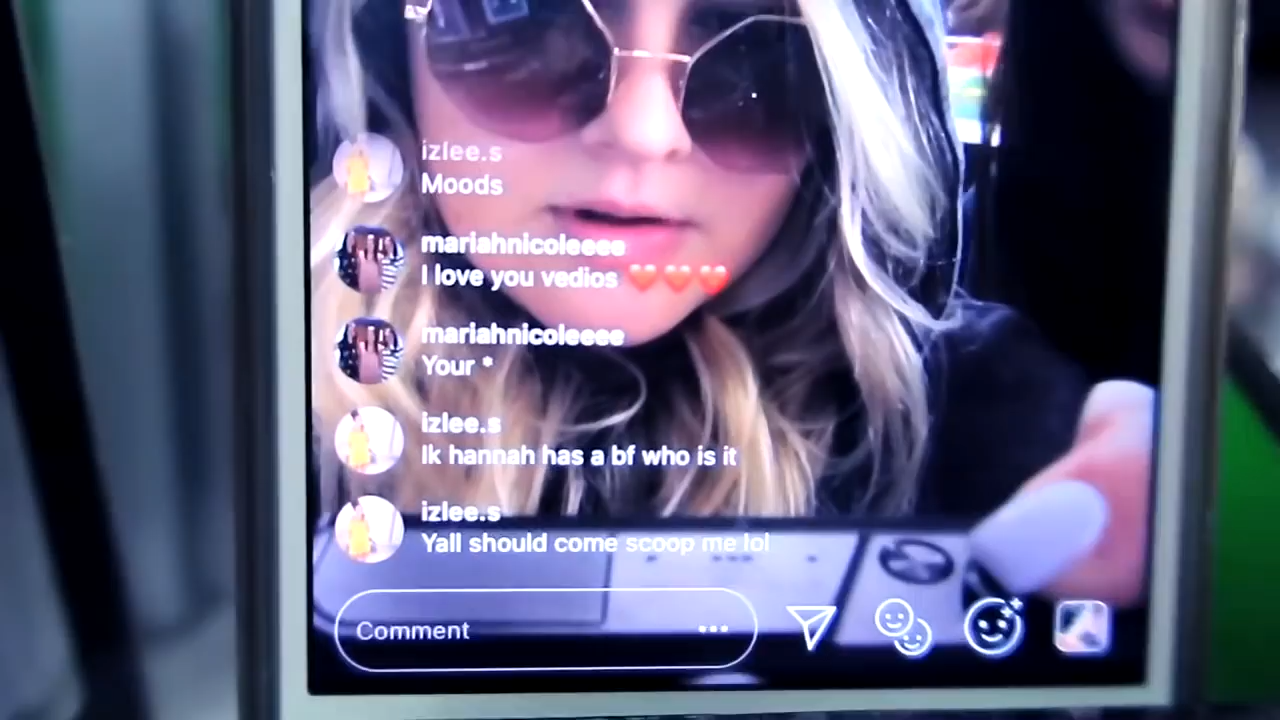 izlee.s
Moods
mariahnicoleeee
I love you vedios ❤️❤️❤️
mariahnicoleeee
Your *
izlee.s
Ik hannah has a bf who is it
izlee.s
Yall should come scoop me lol
Comment